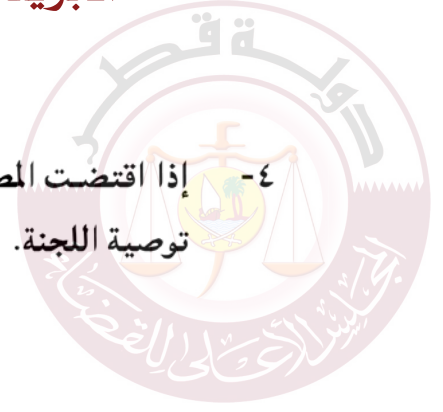 دولة قطر
٤- إذا اقتضت
توصية اللجنة.
المجلس الأعلى للقضاء